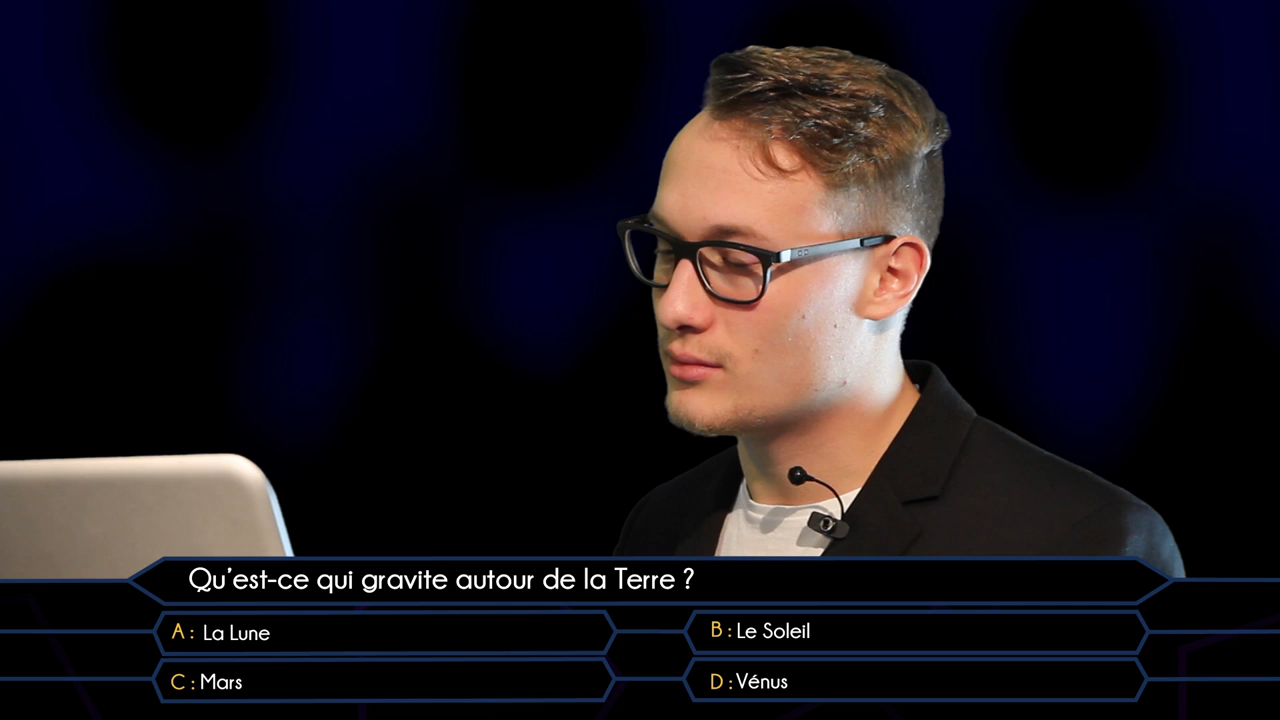 Qu'est-ce qui gravite autour de la Terre ?
A : La Lune
B : Le Soleil
C : Mars
D : Vénus